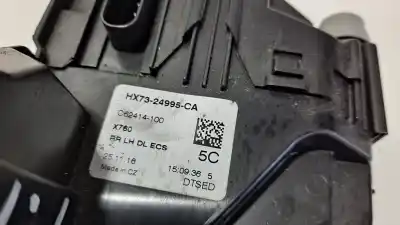 HX73-24995-CA
C62414-100
X760
RR LH DL ECS
5C
25.11.16
15:09:36 5
Made in CZ
DTSED